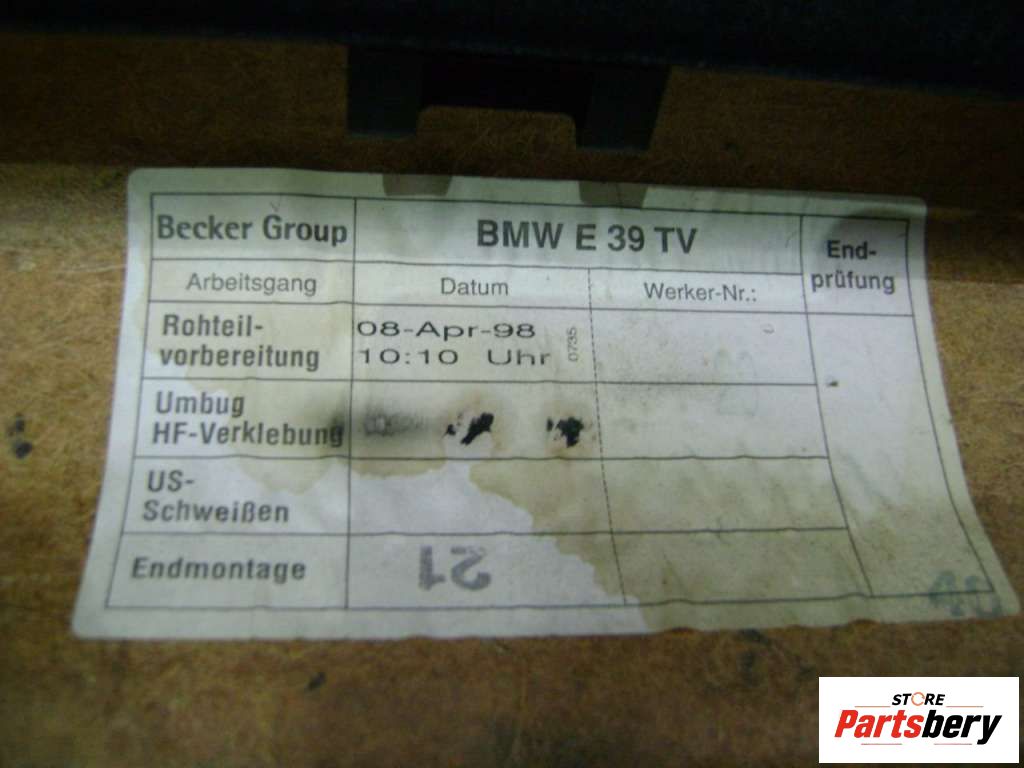 Becker Group
BMW E 39 TV
End-
prüfung
Arbeitsgang
Datum
Werker-Nr.:
Rohteil-
vorbereitung
08-Apr-98
10:10 Uhr
0735
Umbug
HF-Verklebung
US-
Schweißen
Endmontage
21
STORE
Partsbery